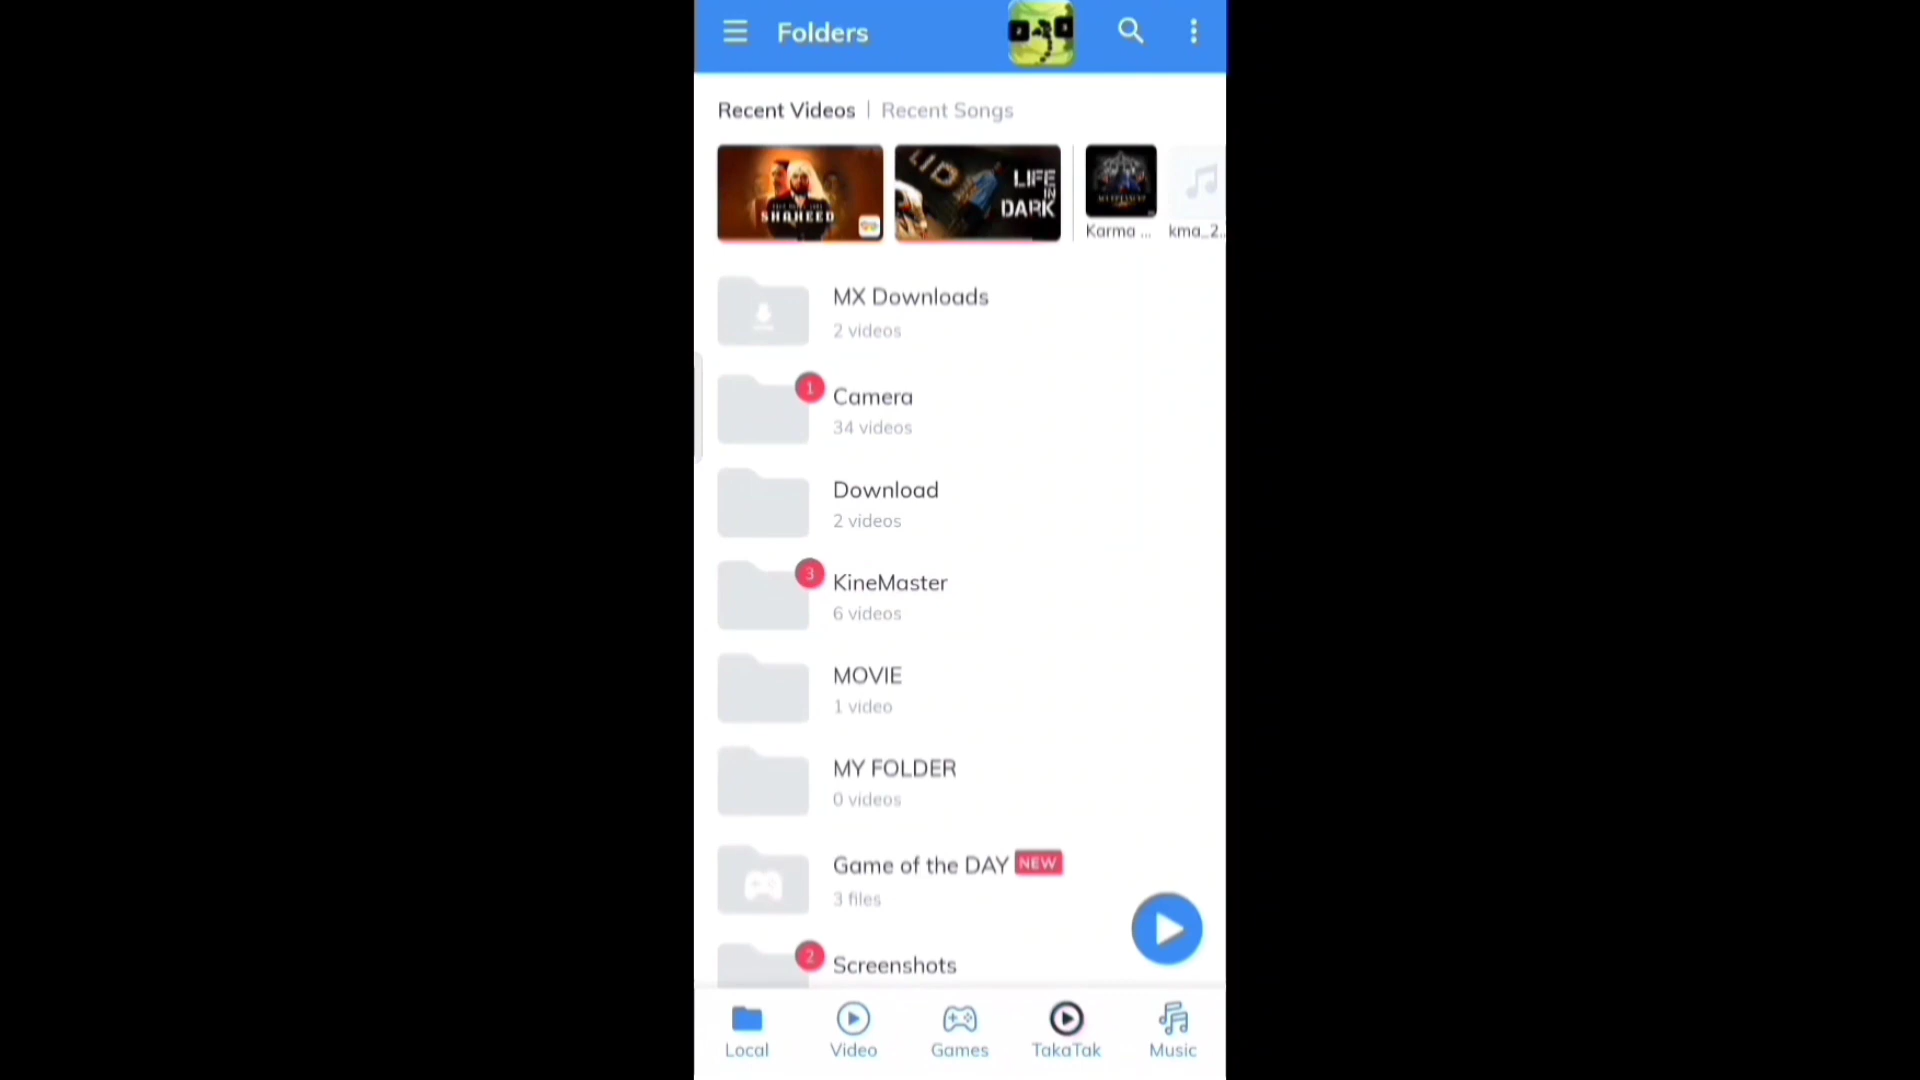 Folders
Recent Videos | Recent Songs
SHAHEED
LIFE
IN
DARK
Karma ...
kma_2..
MX Downloads
2 videos
1
Camera
34 videos
Download
2 videos
3
KineMaster
6 videos
MOVIE
1 video
MY FOLDER
0 videos
Game of the DAY NEW
3 files
2
Screenshots
Local
Video
Games
TakaTak
Music